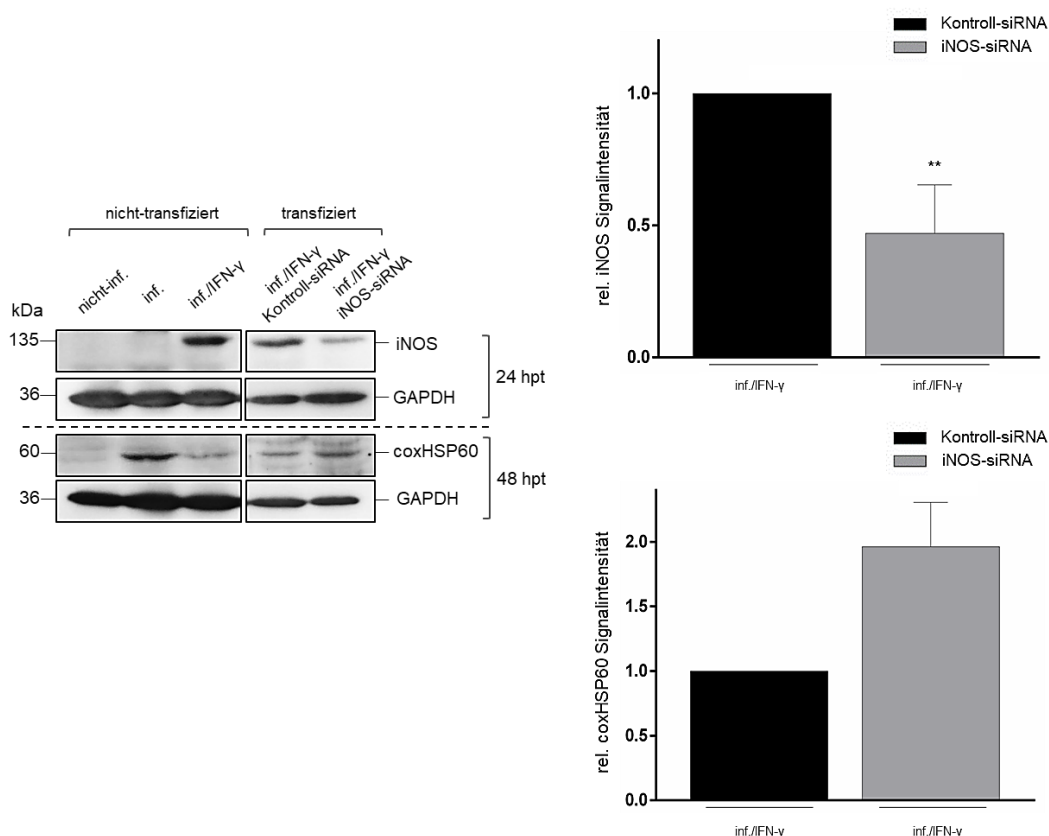 nicht-transfiziert
transfiziert
nicht-inf.
inf.
inf./IFN-γ
inf./IFN-γ
Kontroll-siRNA
inf./IFN-γ
iNOS-siRNA
kDa
135
iNOS
36
GAPDH
24 hpt
60
coxHSP60
36
GAPDH
48 hpt
Kontroll-siRNA
iNOS-siRNA
rel. iNOS Signalintensität
1.0
0.5
0.0
**
inf./IFN-γ
inf./IFN-γ
Kontroll-siRNA
iNOS-siRNA
rel. coxHSP60 Signalintensität
2.0
1.5
1.0
0.5
0.0
inf./IFN-γ
inf./IFN-γ